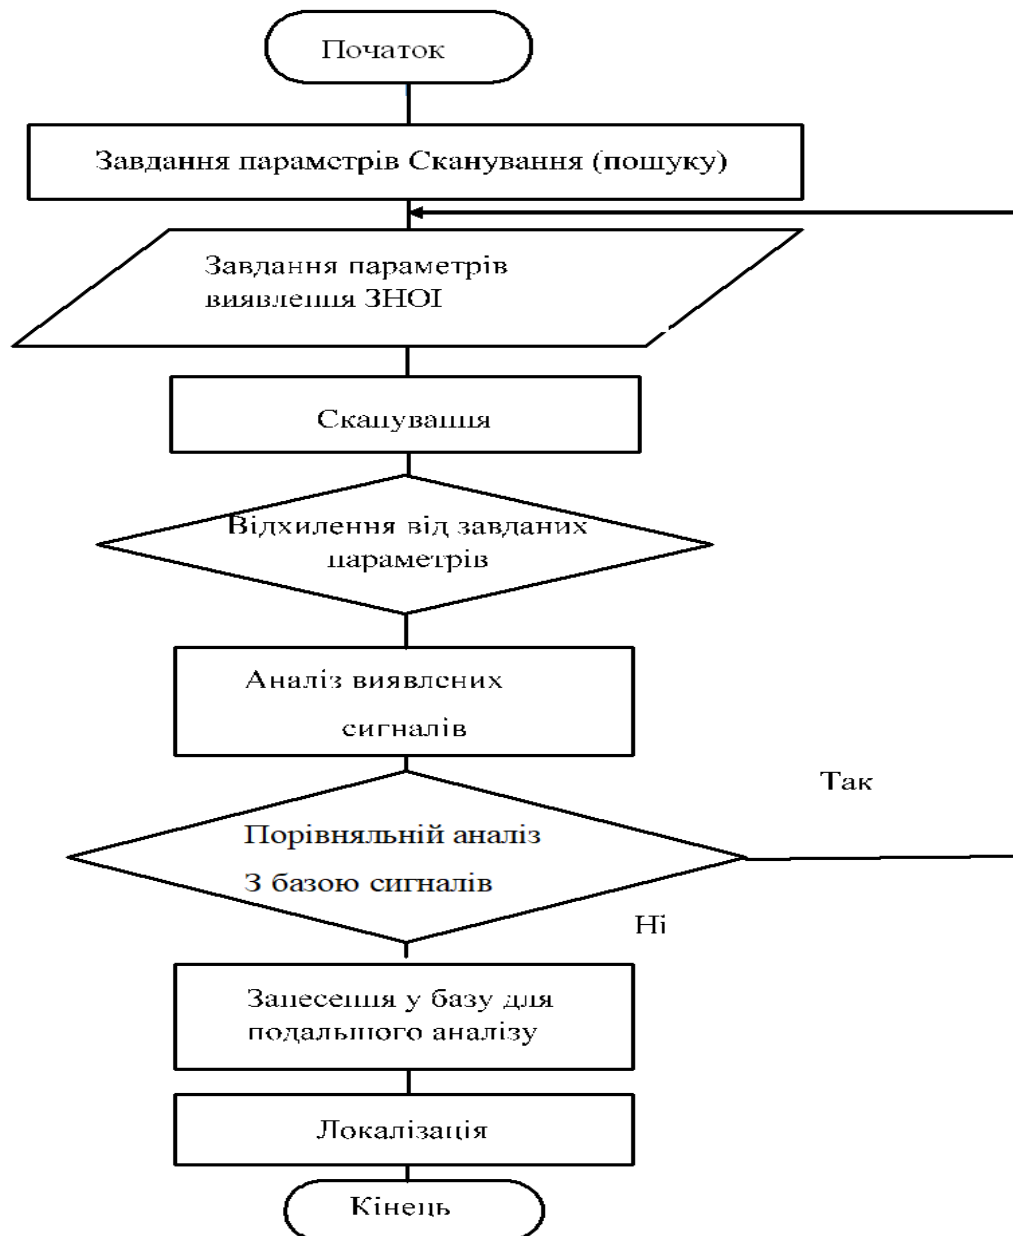 Початок
Завдання параметрів Сканування (пошуку)
Завдання параметрів
виявлення ЗНОІ
Сканування
Відхилення від завданих
параметрів
Аналіз виявлених
сигналів
Так
Порівняльній аналіз
З базою сигналів
Ні
Занесення у базу для
подальшого аналізу
Локалізація
Кінець